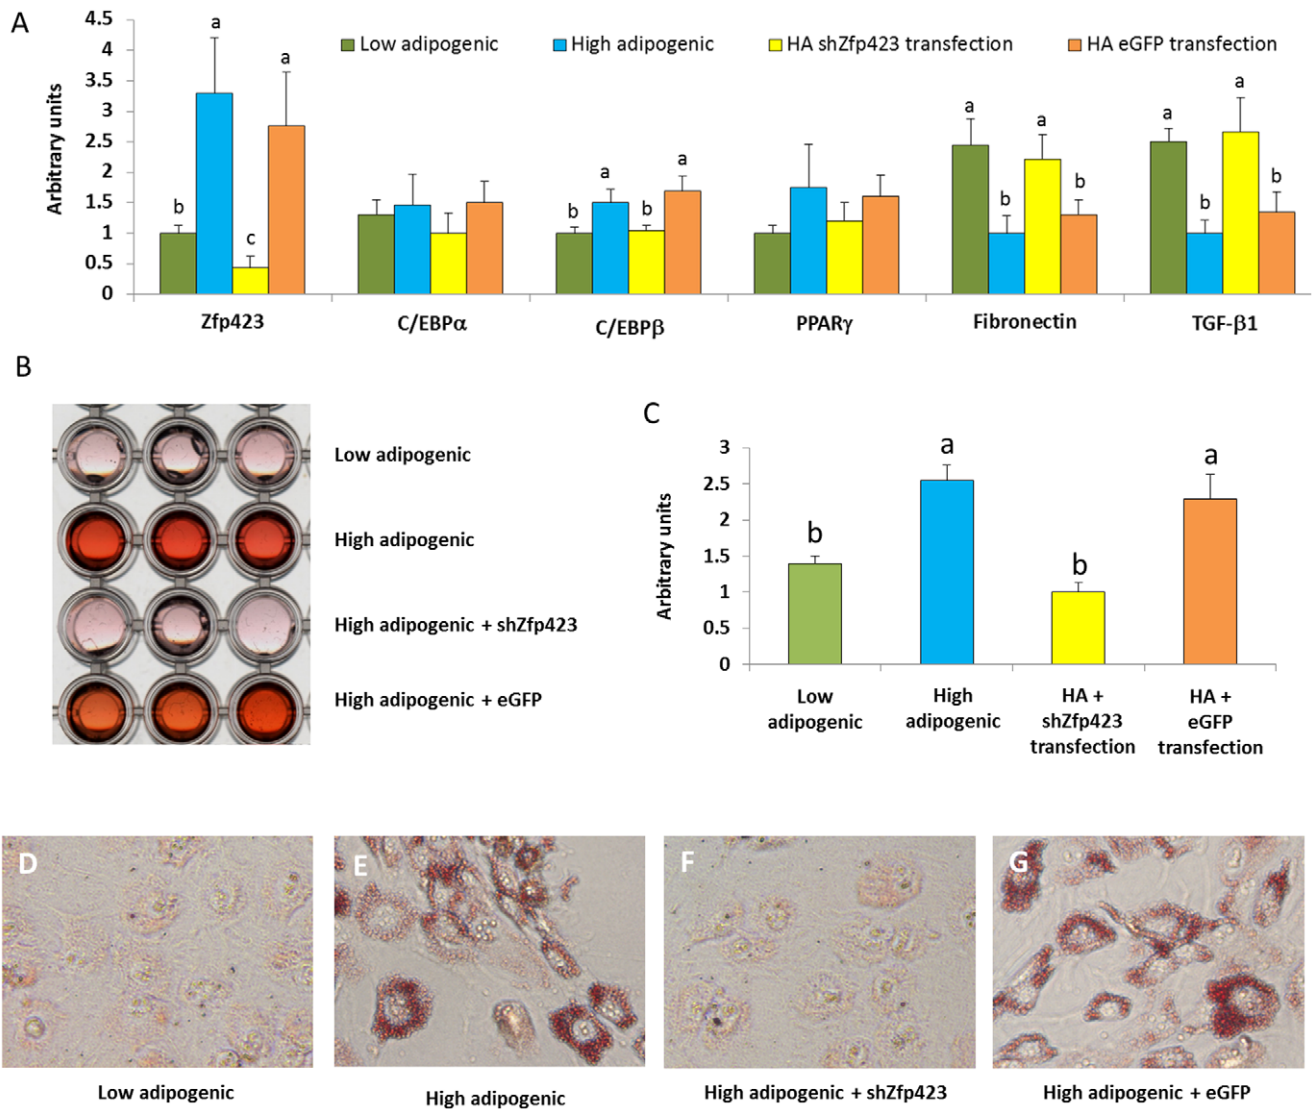 A
4.5
4
3.5
3
2.5
2
1.5
1
0.5
0
Arbitrary units
Low adipogenic
High adipogenic
HA shZfp423 transfection
HA eGFP transfection
b a c a
b a b a
a b a b
a b a b
Zfp423 C/EBPα C/EBPβ PPARγ Fibronectin TGF-β1
B
Low adipogenic
High adipogenic
High adipogenic + shZfp423
High adipogenic + eGFP
C
3
2.5
2
1.5
1
0.5
0
Arbitrary units
b a b a
Low
adipogenic
High
adipogenic
HA +
shZfp423
transfection
HA +
eGFP
transfection
D
Low adipogenic
E
High adipogenic
F
High adipogenic + shZfp423
G
High adipogenic + eGFP